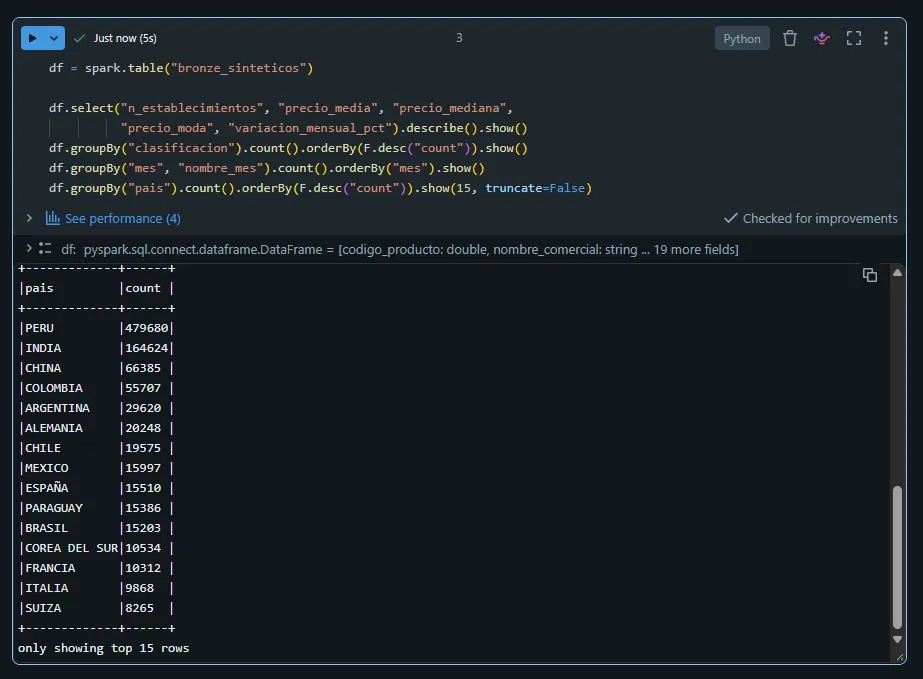 Just now (5s)
3
Python
df = spark.table("bronze_sinteticos")
df.select("n_establecimientos", "precio_media", "precio_mediana",
"precio_moda", "variacion_mensual_pct").describe().show()
df.groupBy("clasificacion").count().orderBy(F.desc("count")).show()
df.groupBy("mes", "nombre_mes").count().orderBy("mes").show()
df.groupBy("pais").count().orderBy(F.desc("count")).show(15, truncate=False)
See performance (4)
Checked for improvements
df: pyspark.sql.connect.dataframe.DataFrame = [codigo_producto: double, nombre_comercial: string ... 19 more fields]
+-------------+------+
|pais         |count |
+-------------+------+
|PERU         |479680|
|INDIA        |164624|
|CHINA        |66385 |
|COLOMBIA     |55707 |
|ARGENTINA    |29620 |
|ALEMANIA     |20248 |
|CHILE        |19575 |
|MEXICO       |15997 |
|ESPAÑA       |15510 |
|PARAGUAY     |15386 |
|BRASIL       |15203 |
|COREA DEL SUR|10534 |
|FRANCIA      |10312 |
|ITALIA       |9868  |
|SUIZA        |8265  |
+-------------+------+
only showing top 15 rows